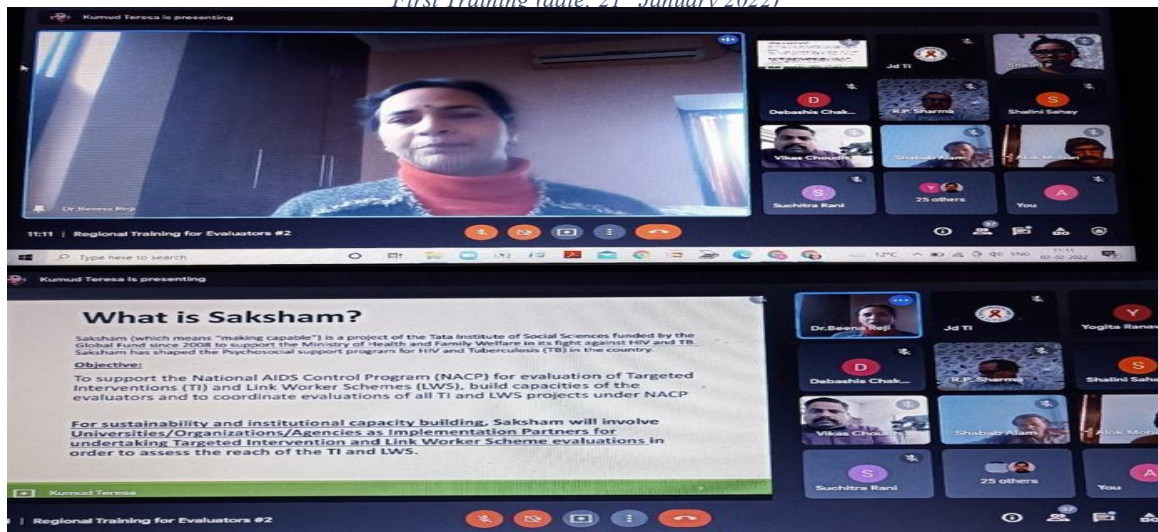 First Training (date: 21st January 2022)
Kumud Teresa is presenting
Jd TI
Debashis Chak...
R.P. Sharma
Shalini Sahay
Vikas Choudh
Shabab Alam
Alok Mohan
Dr.Beena Reji
Suchitra Rani
25 others
You
11:11 | Regional Training for Evaluators #2
37
Type here to search
12°C
ENG
11:11
02-02-2022
Kumud Teresa is presenting
What is Saksham?
Saksham (which means "making capable") is a project of the Tata Institute of Social Sciences funded by the
Global Fund since 2008 to support the Ministry of Health and Family Welfare in its fight against HIV and TB.
Saksham has shaped the Psychosocial support program for HIV and Tuberculosis (TB) in the country.
Objective:
To support the National AIDS Control Program (NACP) for evaluation of Targeted
Interventions (TI) and Link Worker Schemes (LWS), build capacities of the
evaluators and to coordinate evaluations of all TI and LWS projects under NACP
For sustainability and institutional capacity building, Saksham will involve
Universities/Organizations/Agencies as Implementation Partners for
undertaking Targeted Intervention and Link Worker Scheme evaluations in
order to assess the reach of the TI and LWS.
Dr.Beena Reji
Jd TI
Yogita Ranav
Debashis Chak...
R.P. Sharma
Shalini Saha
Vikas Choud
Shabab Alam
Alok Moh
Suchitra Rani
25 others
You
Kumud Teresa
| Regional Training for Evaluators #2
37